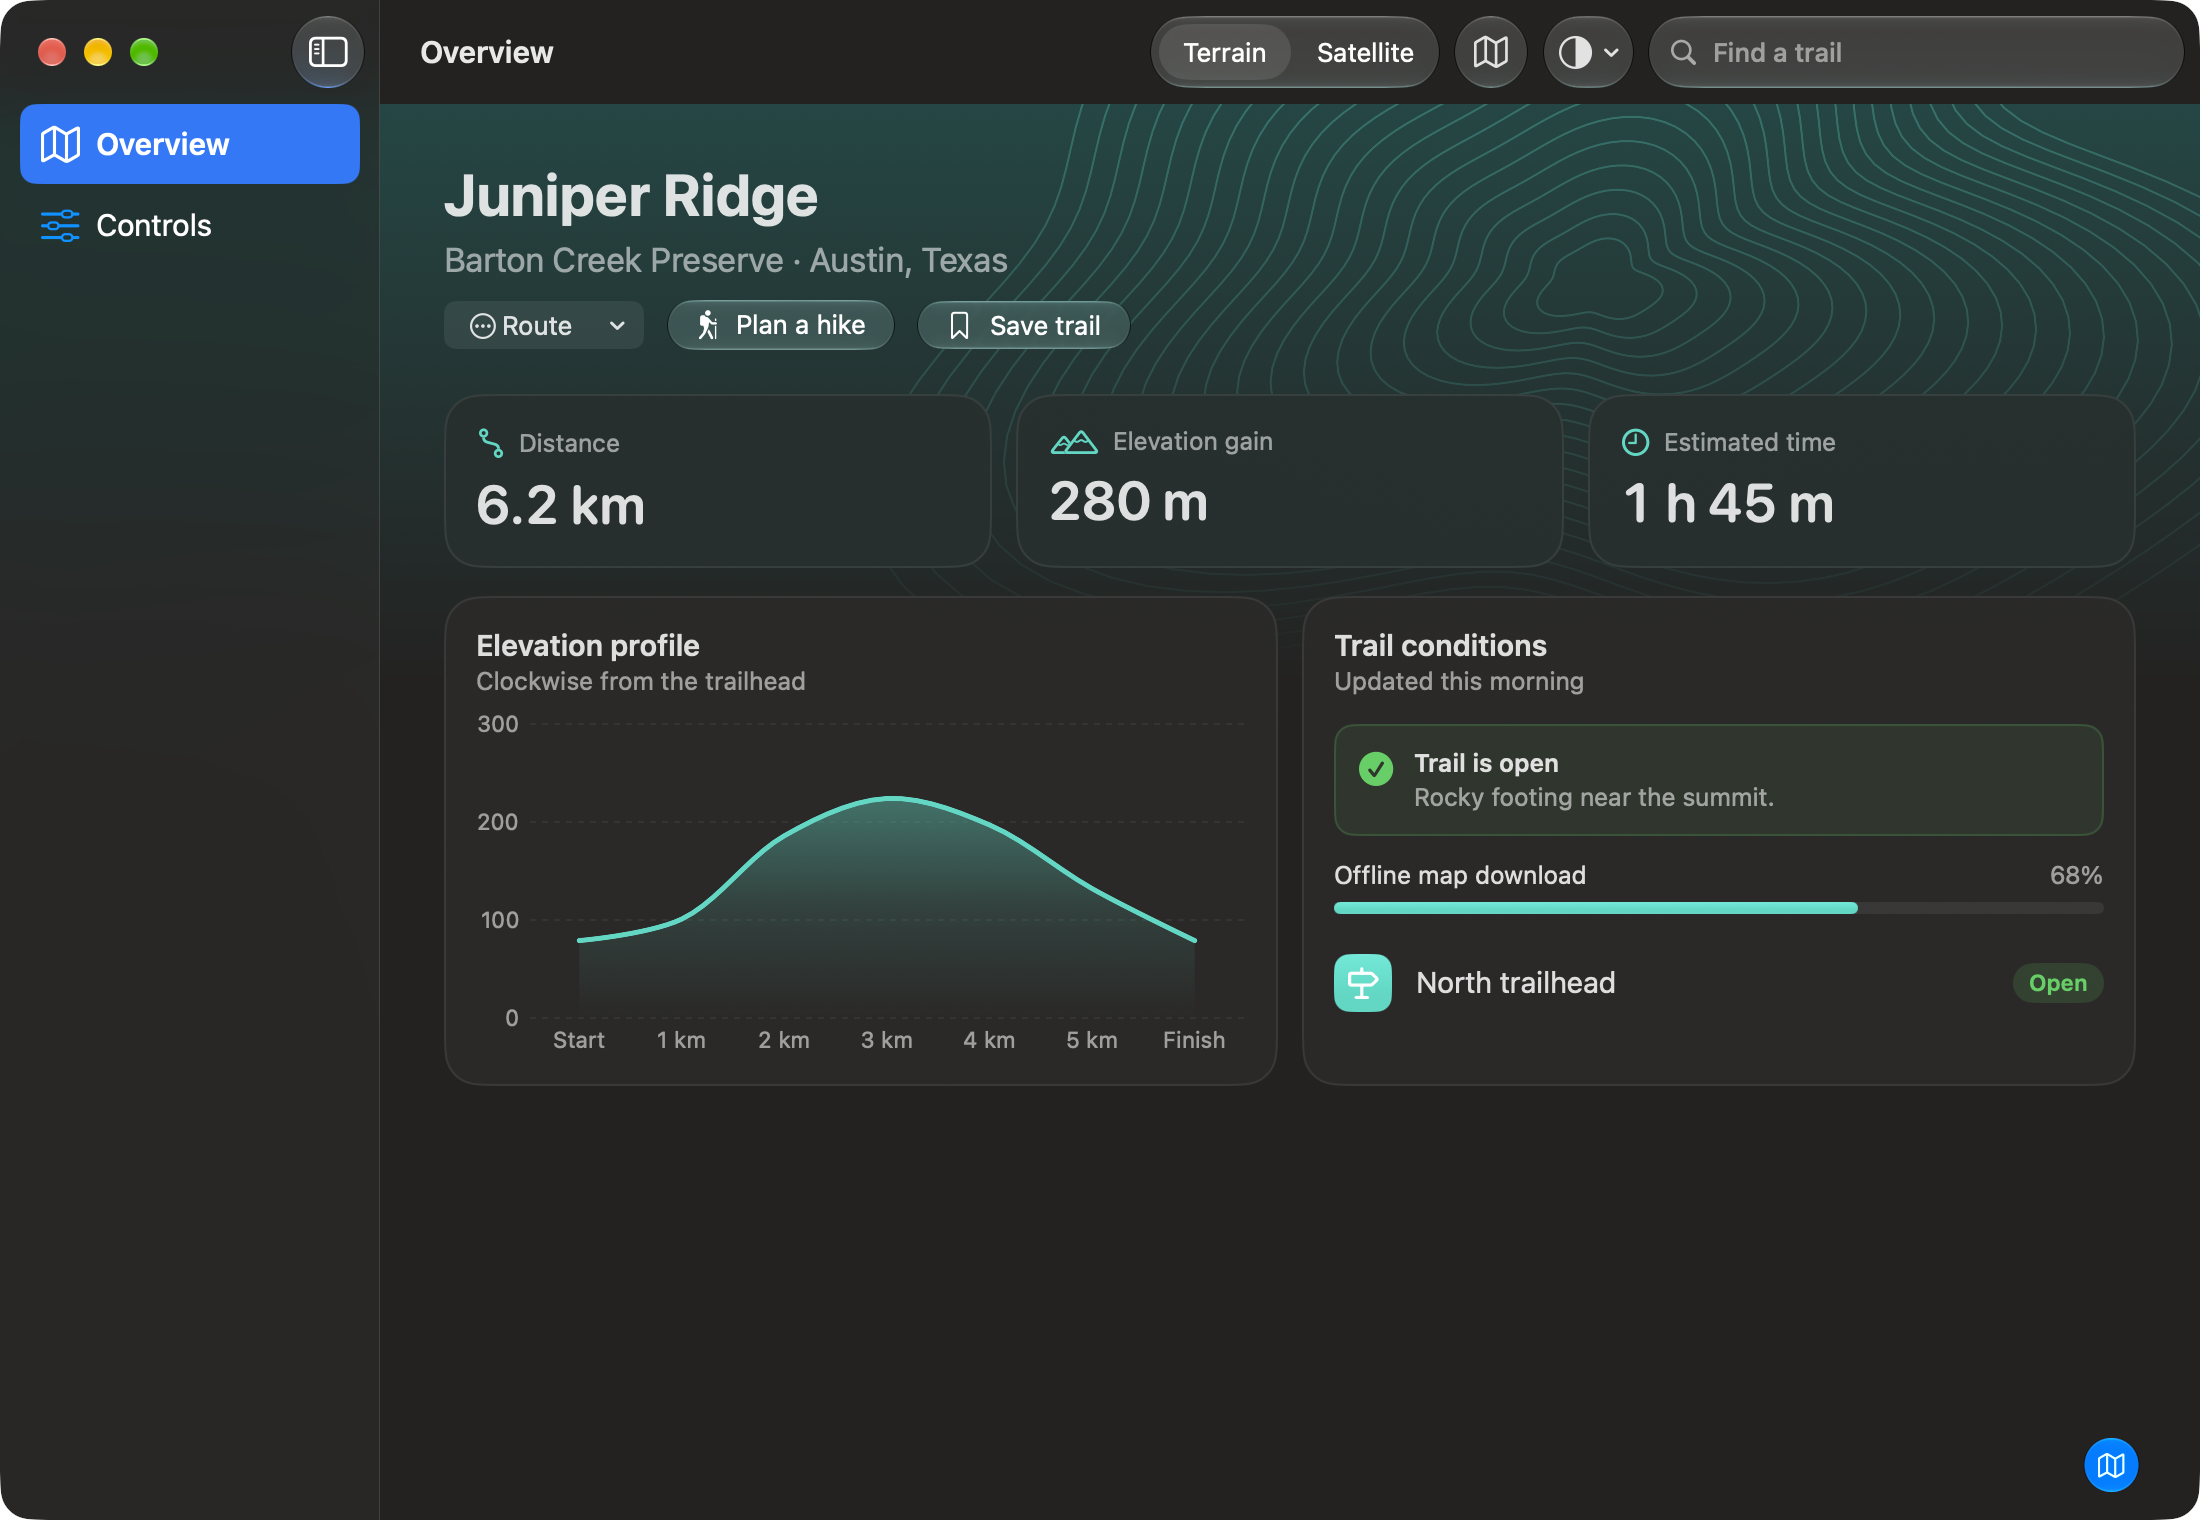 Overview
Terrain
Satellite
Find a trail
Overview
Controls
Juniper Ridge
Barton Creek Preserve · Austin, Texas
Route
Plan a hike
Save trail
Distance
6.2 km
Elevation gain
280 m
Estimated time
1 h 45 m
Elevation profile
Clockwise from the trailhead
300
200
100
0
Start
1 km
2 km
3 km
4 km
5 km
Finish
Trail conditions
Updated this morning
Trail is open
Rocky footing near the summit.
Offline map download
68%
North trailhead
Open